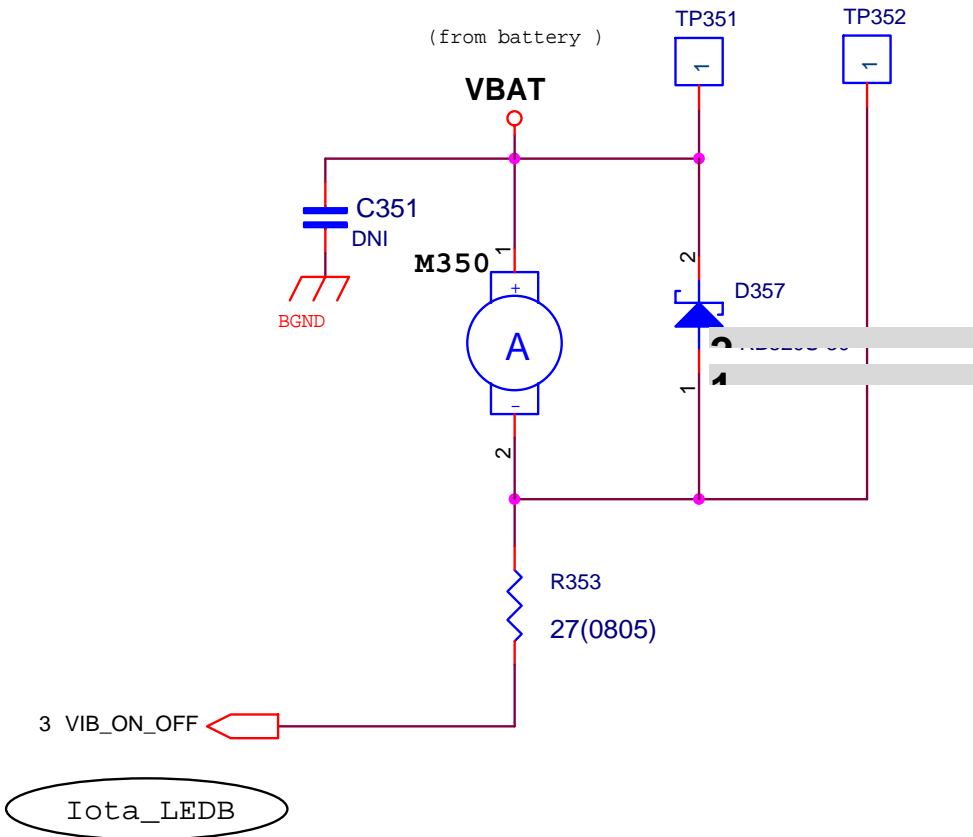 TP351
TP352
(from battery )
VBAT
1
1
C351
DNI
BGND
M350
1
+
A
-
2
2
D357
1
R353
27(0805)
3 VIB_ON_OFF
Iota_LEDB